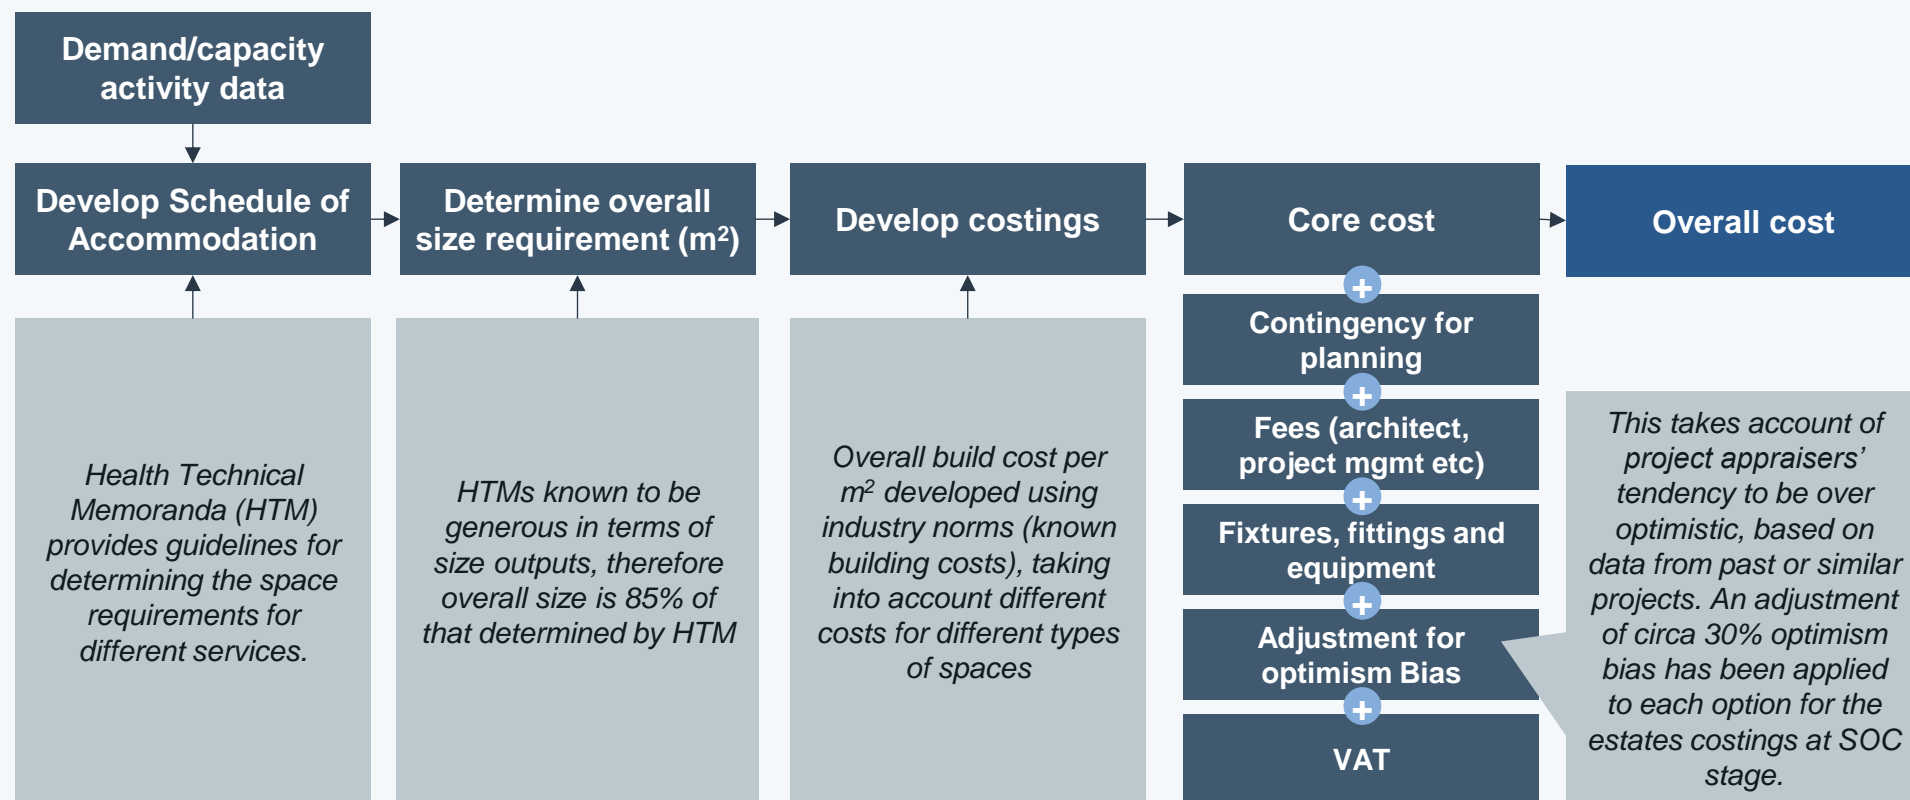 Demand/capacity
activity data
Develop Schedule of
Accommodation
Determine overall
size requirement (m²)
Develop costings
Core cost
Overall cost
Health Technical
Memoranda (HTM)
provides guidelines for
determining the space
requirements for
different services.
HTMs known to be
generous in terms of
size outputs, therefore
overall size is 85% of
that determined by HTM
Overall build cost per
m² developed using
industry norms (known
building costs), taking
into account different
costs for different types
of spaces
+
Contingency for
planning
+
Fees (architect,
project mgmt etc)
+
Fixtures, fittings and
equipment
+
Adjustment for
optimism Bias
+
VAT
This takes account of
project appraisers’
tendency to be over
optimistic, based on
data from past or similar
projects. An adjustment
of circa 30% optimism
bias has been applied
to each option for the
estates costings at SOC
stage.